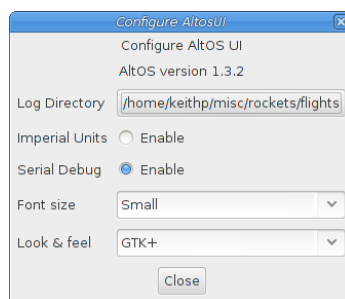 Configure AltosUI
Configure AltOS UI
AltOS version 1.3.2
Log Directory /home/keithp/misc/rockets/flights
Imperial Units Enable
Serial Debug Enable
Font size Small
Look & feel GTK+
Close